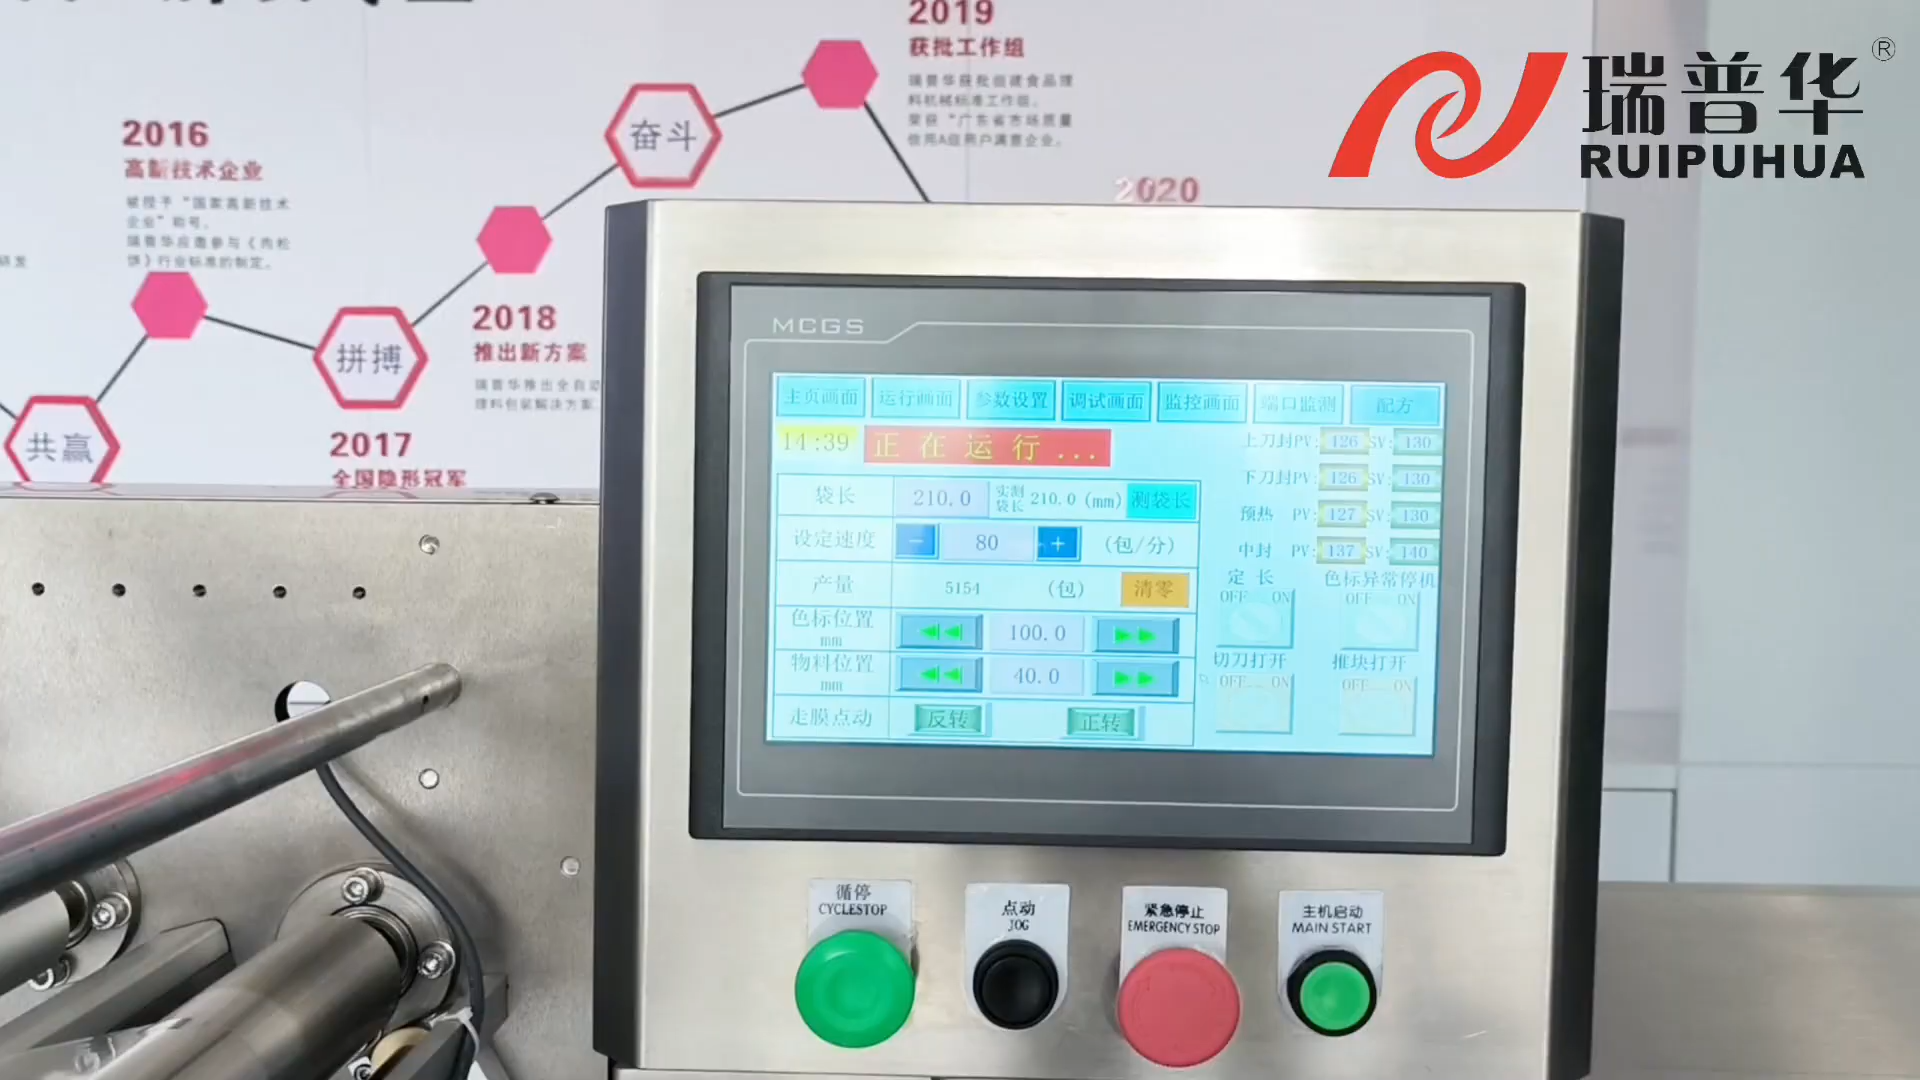 瑞普华®
RUIPUHUA
2019
获批工作组
瑞普华获批组建食品理
料机械标准工作组。
荣获“广东省市场质量
信用A级用户满意企业。
奋斗
2016
高新技术企业
被授予“国家高新技术
企业”称号。
瑞普华应邀参与《肉松
饼》行业标准的制定。
研发
2020
2018
推出新方案
瑞普华推出全自动
理料包装解决方案
拼搏
共赢
2017
全国隐形冠军
MCGS
主页画面 运行画面 参数设置 调试画面 监控画面 端口监测 配方
14:39 正在运行...
袋长 210.0 实测袋长 210.0 (mm) 测袋长
设定速度 - 80 + (包/分)
产量 5154 (包) 清零
色标位置 mm 100.0
物料位置 mm 40.0
走膜点动 反转 正转
上刀封PV: 126 SV: 130
下刀封PV: 126 SV: 130
预热 PV: 127 SV: 130
中封 PV: 137 SV: 140
定长 色标异常停机
OFF ON OFF ON
切刀打开 推块打开
OFF ON OFF ON
循停
CYCLESTOP
点动
JOG
紧急停止
EMERGENCY STOP
主机启动
MAIN START